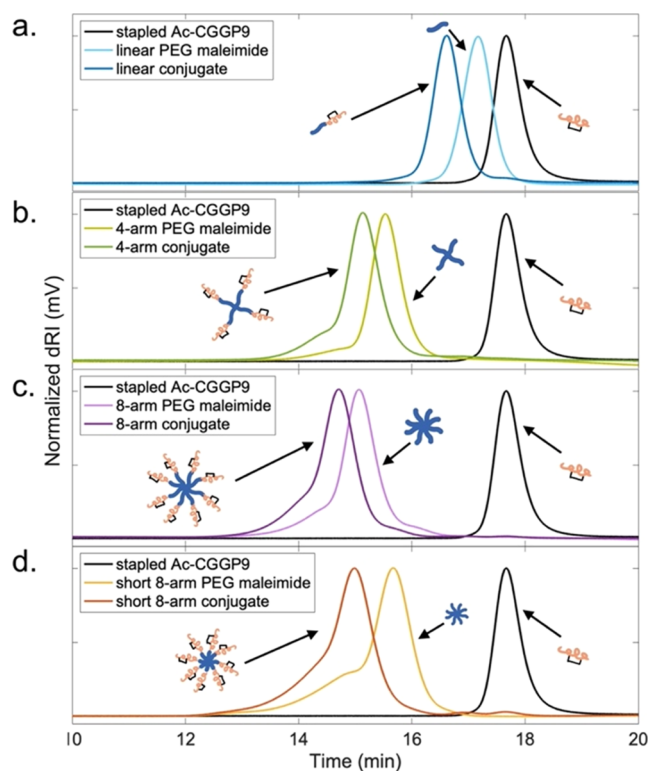 a.
stapled Ac-CGGP9
linear PEG maleimide
linear conjugate
b.
stapled Ac-CGGP9
4-arm PEG maleimide
4-arm conjugate
c.
stapled Ac-CGGP9
8-arm PEG maleimide
8-arm conjugate
d.
stapled Ac-CGGP9
short 8-arm PEG maleimide
short 8-arm conjugate
Normalized dRI (mV)
10 12 14 16 18 20
Time (min)